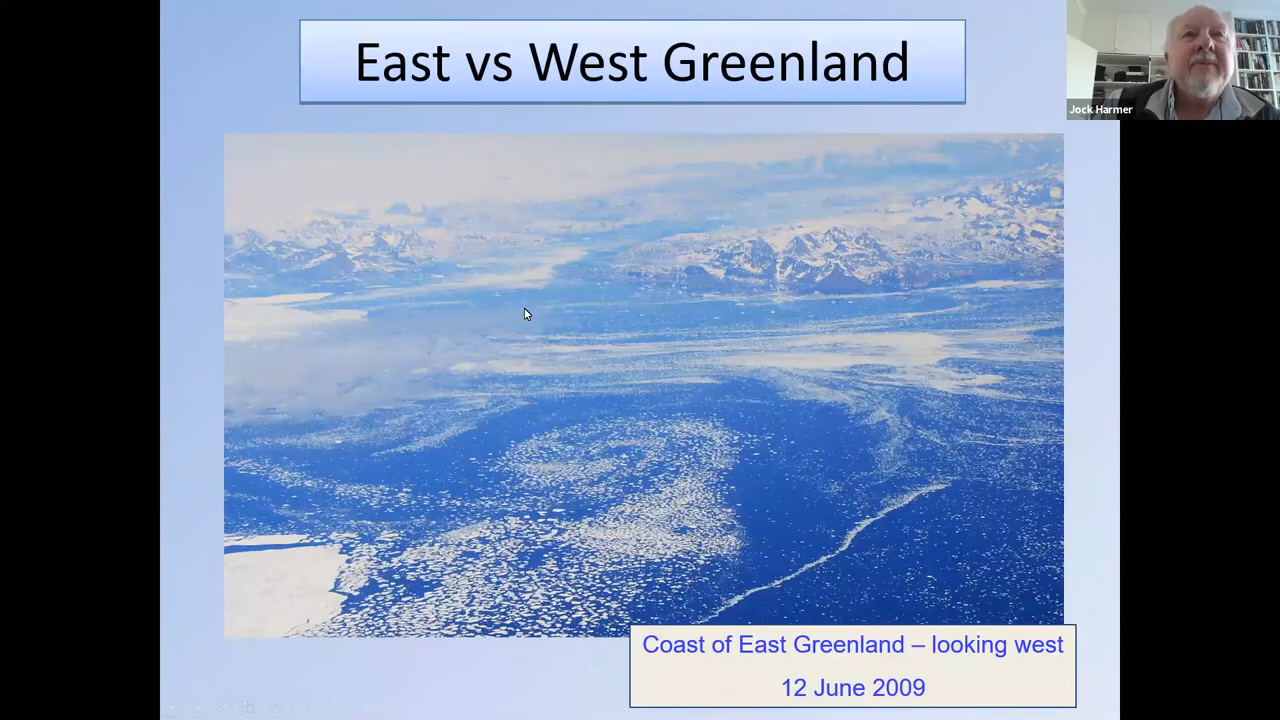 East vs West Greenland
Jock Harmer
Coast of East Greenland – looking west
12 June 2009